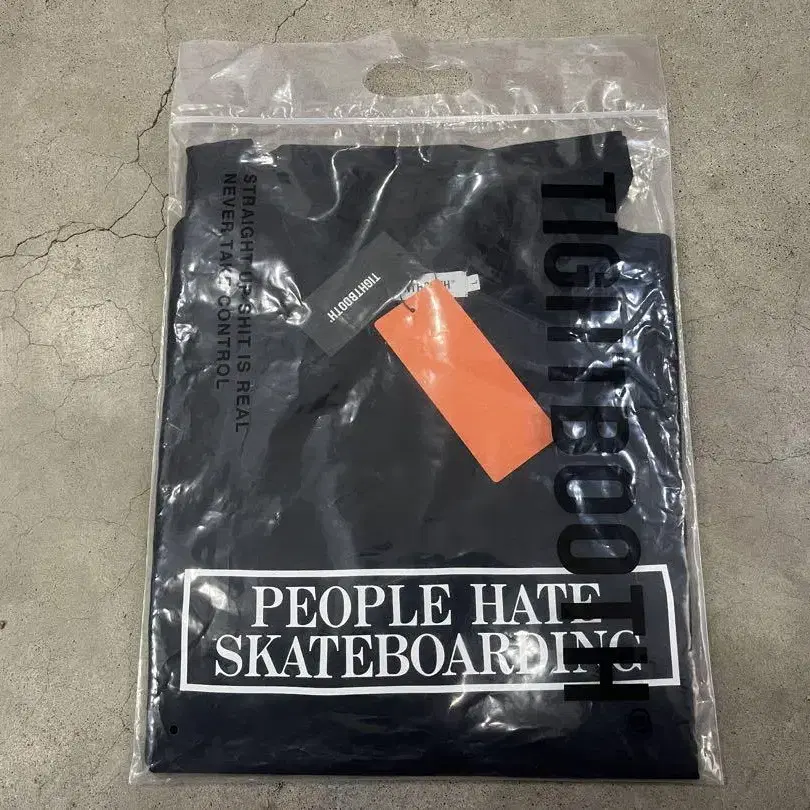 STRAIGHT UP SHIT IS REAL
NEVER TAKE CONTROL
TIGHTBOOTH
TIGHTBOOTH®
PEOPLE HATE
SKATEBOARDING